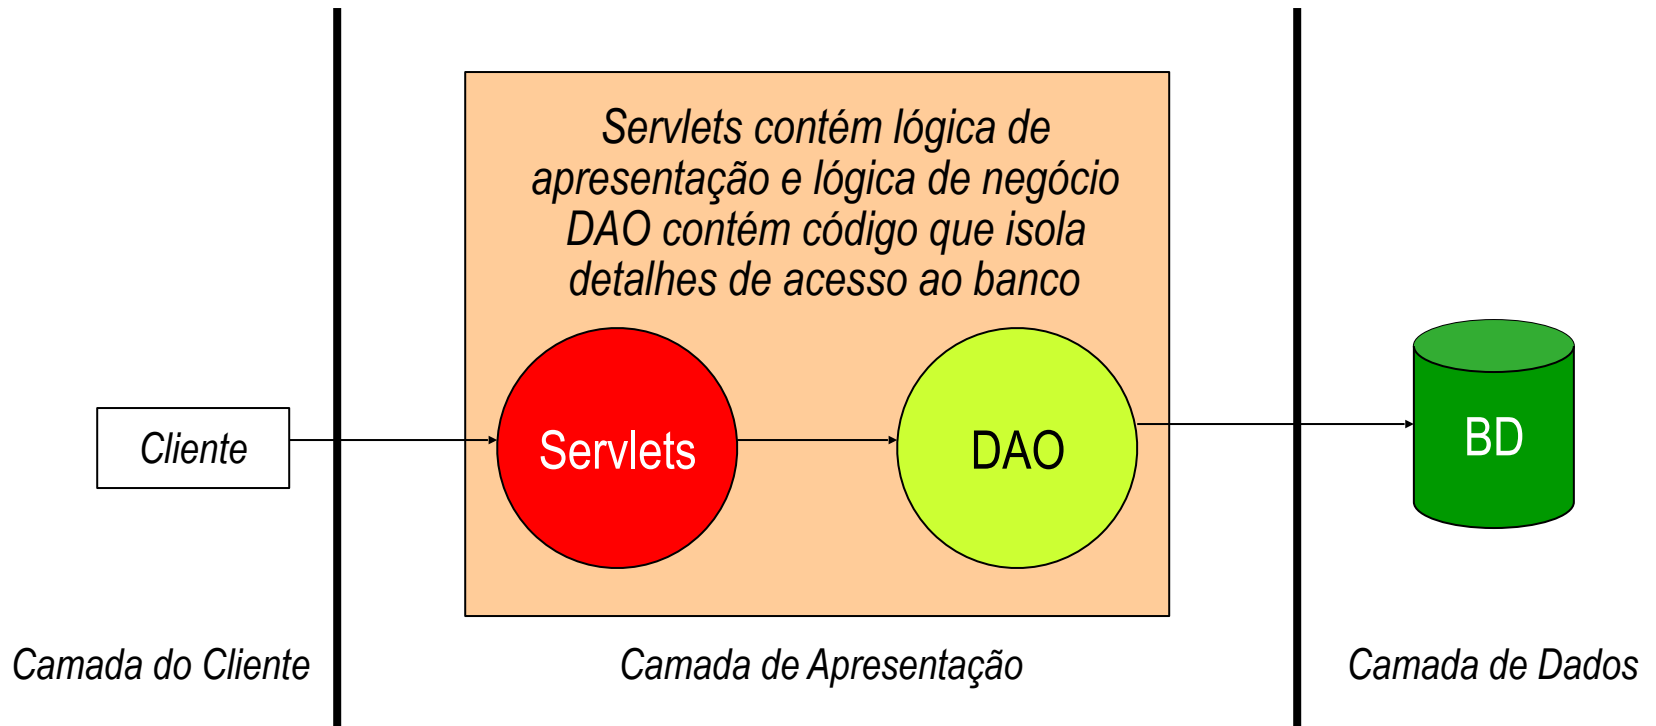 Servlets contém lógica de
apresentação e lógica de negócio
DAO contém código que isola
detalhes de acesso ao banco
Cliente
Servlets
DAO
BD
Camada do Cliente
Camada de Apresentação
Camada de Dados